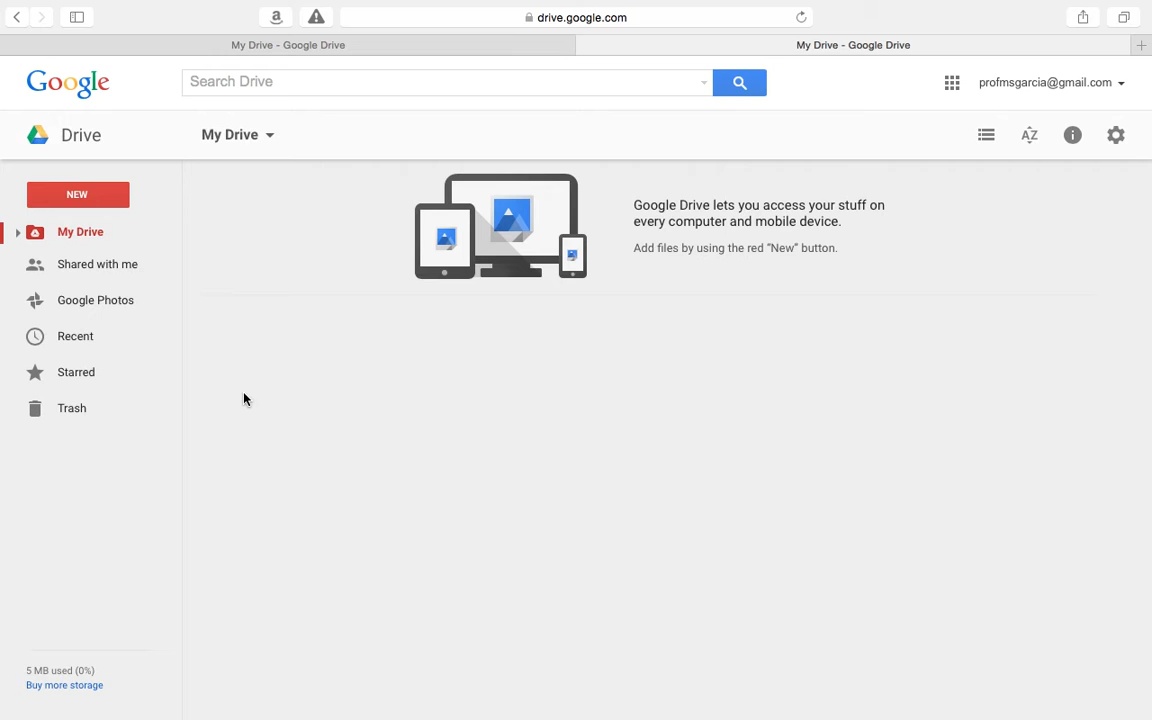 drive.google.com
My Drive - Google Drive
My Drive - Google Drive
Google
Search Drive
profmsgarcia@gmail.com
Drive
My Drive
AZ
NEW
Google Drive lets you access your stuff on
every computer and mobile device.
Add files by using the red “New” button.
My Drive
Shared with me
Google Photos
Recent
Starred
Trash
5 MB used (0%)
Buy more storage